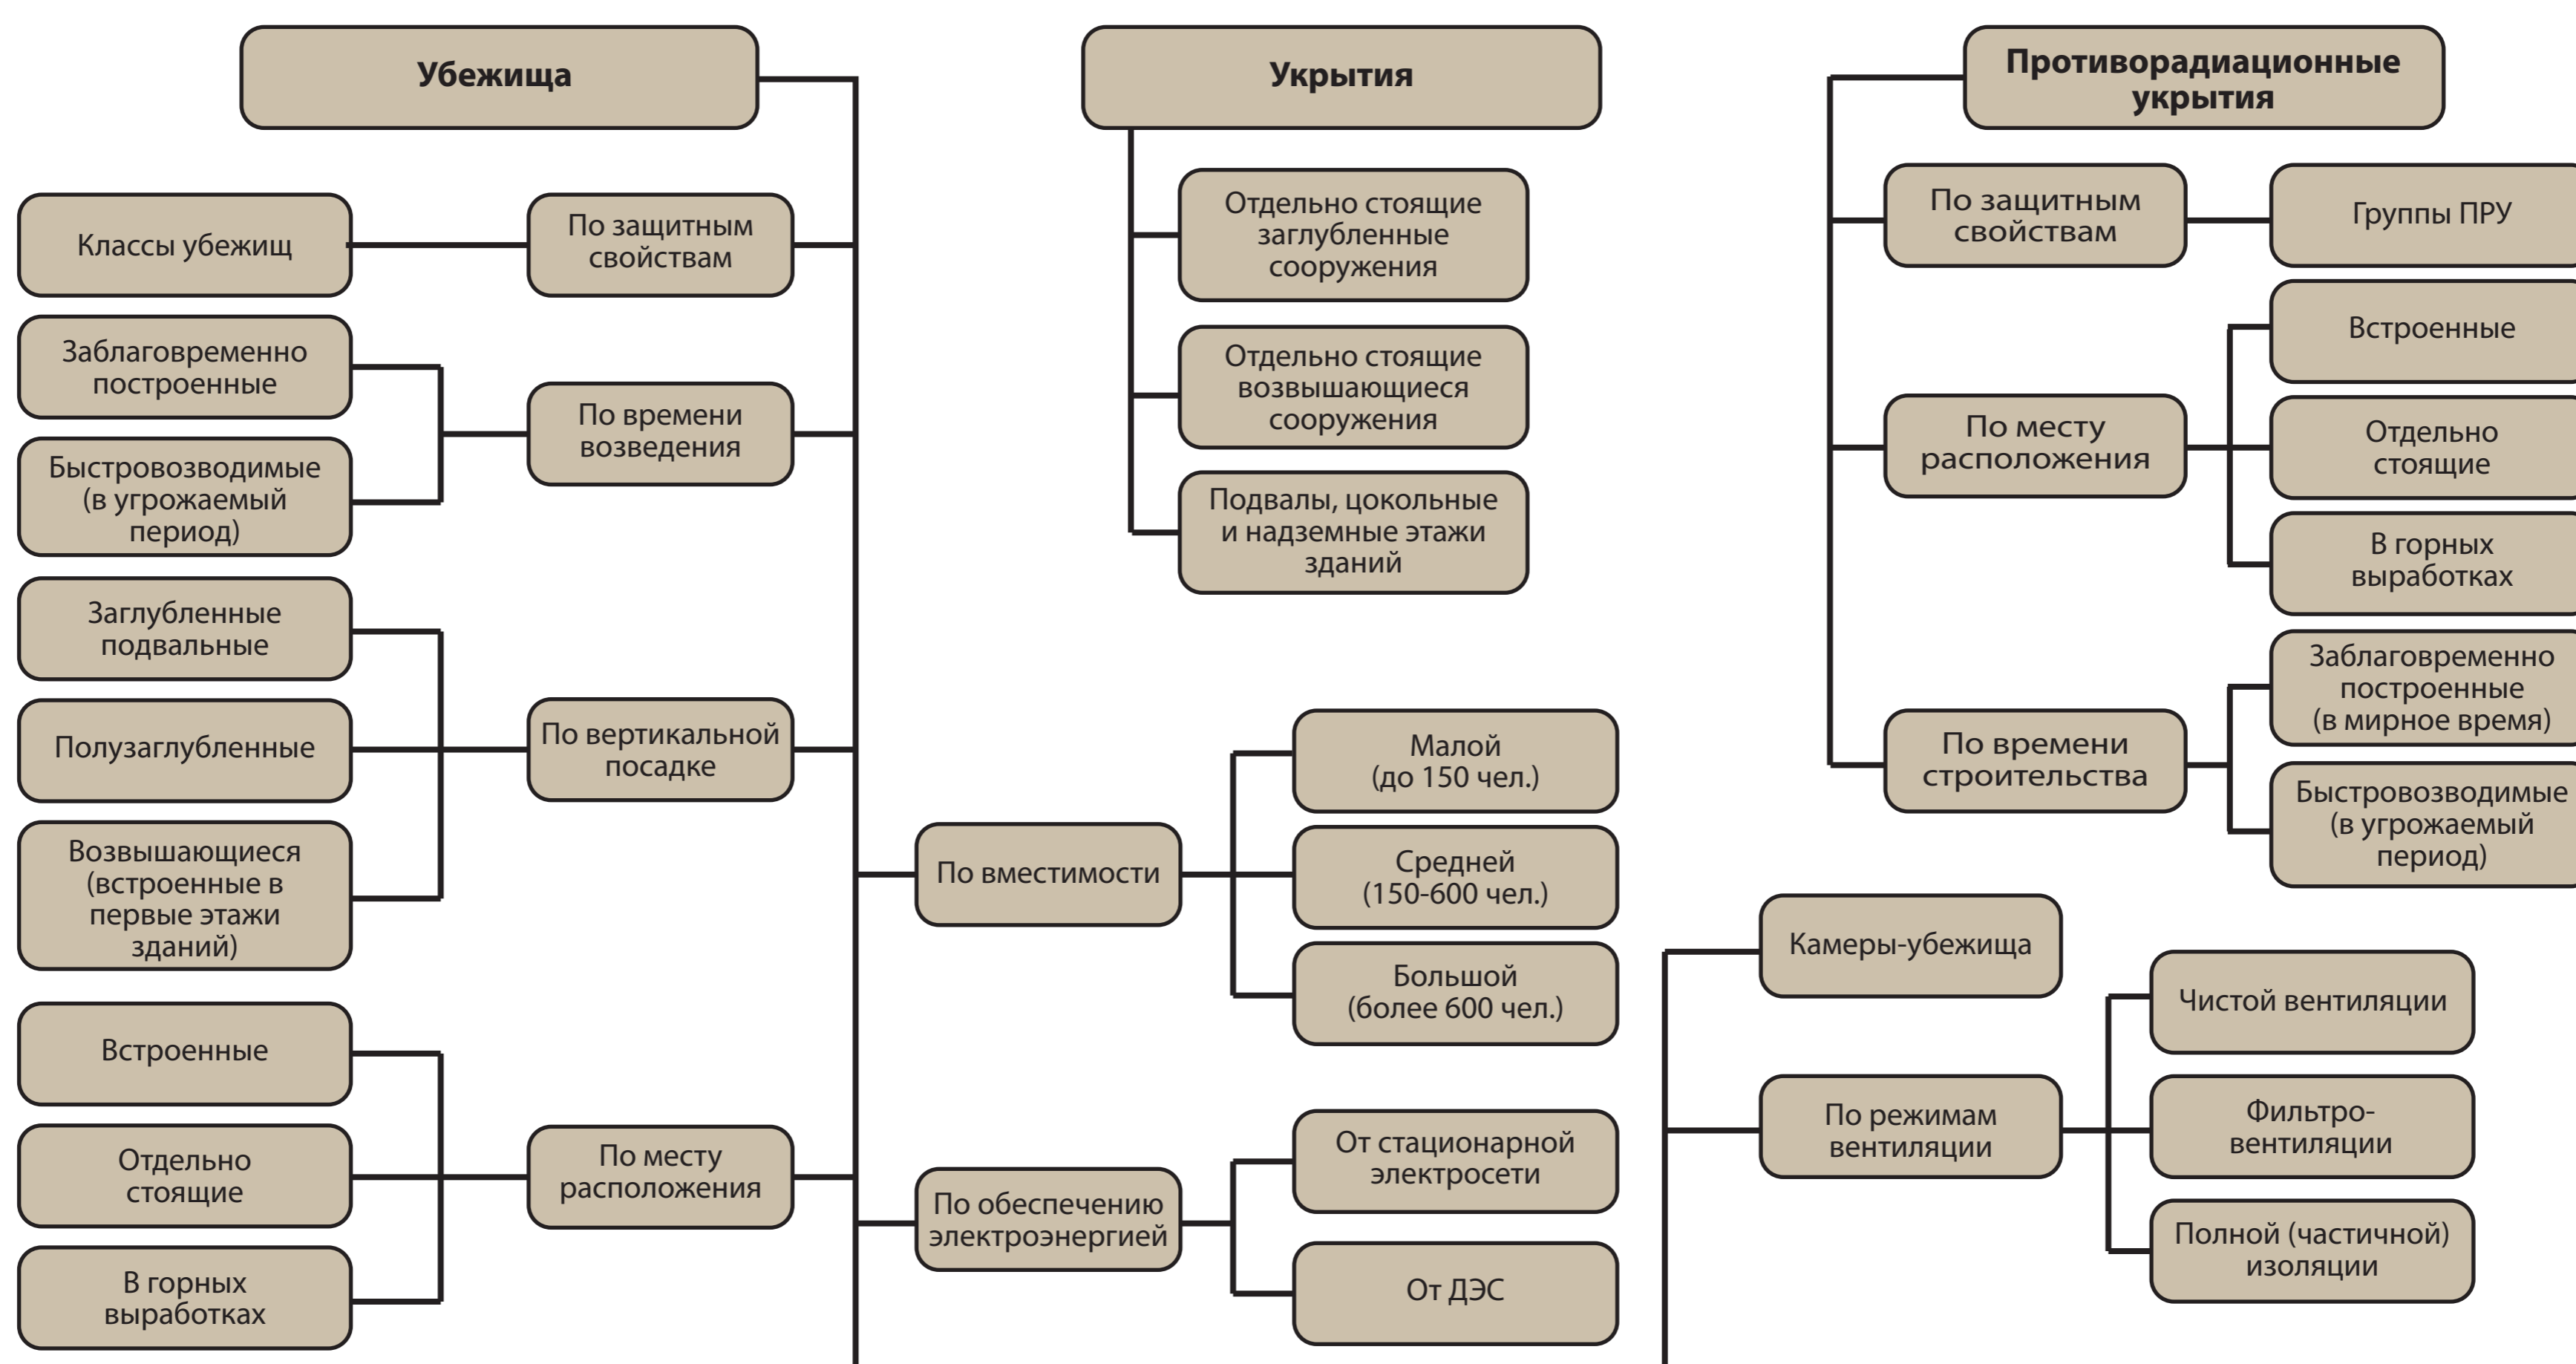 Убежища
Классы убежищ
По защитным
свойствам
Заблаговременно
построенные
Быстровозводимые
(в угрожаемый
период)
По времени
возведения
Заглубленные
подвальные
Полузаглубленные
Возвышающиеся
(встроенные в
первые этажи
зданий)
По вертикальной
посадке
Встроенные
Отдельно
стоящие
В горных
выработках
По месту
расположения
По вместимости
Малой
(до 150 чел.)
Средней
(150-600 чел.)
Большой
(более 600 чел.)
По обеспечению
электроэнергией
От стационарной
электросети
От ДЭС
Камеры-убежища
По режимам
вентиляции
Чистой вентиляции
Фильтро-
вентиляции
Полной (частичной)
изоляции
Укрытия
Отдельно стоящие
заглубленные
сооружения
Отдельно стоящие
возвышающиеся
сооружения
Подвалы, цокольные
и надземные этажи
зданий
Противорадиационные
укрытия
По защитным
свойствам
Группы ПРУ
По месту
расположения
Встроенные
Отдельно
стоящие
В горных
выработках
По времени
строительства
Заблаговременно
построенные
(в мирное время)
Быстровозводимые
(в угрожаемый
период)